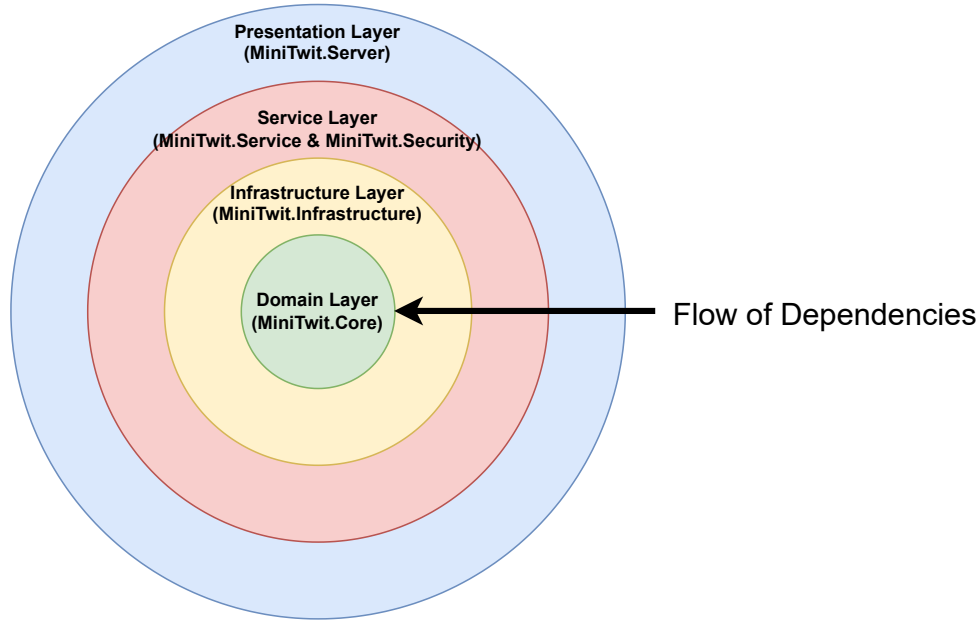 Presentation Layer
(MiniTwit.Server)
Service Layer
(MiniTwit.Service & MiniTwit.Security)
Infrastructure Layer
(MiniTwit.Infrastructure)
Domain Layer
(MiniTwit.Core)
Flow of Dependencies